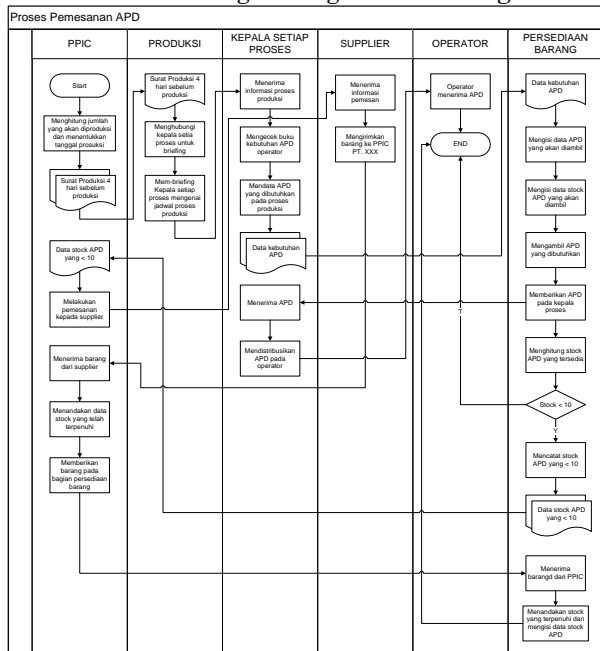 Proses Pemesanan APD
PPIC
PRODUKSI
KEPALA SETIAP
PROSES
SUPPLIER
OPERATOR
PERSEDIAAN
BARANG
Start
Menghitung jumlah
yang akan diproduksi
dan menentukan
tanggal prosuksi
Surat Produksi 4
hari sebelum
produksi
Data stock APD
yang < 10
Melakukan
pemesanan
kepada supplier
Menerima barang
dari supplier
Menandakan data
stock yang telah
terpenuhi
Memberikan
barang pada
bagian persediaan
barang
Surat Produksi 4
hari sebelum
produksi
Menghubungi
kepala setia
proses untuk
briefing
Mem-briefing
Kepala setiap
proses mengenai
jadwal proses
produksi
Menerima
informasi proses
produksi
Mengecek buku
kebutuhan APD
operator
Mendata APD
yang dibutuhkan
pada proses
produksi
Data kebutuhan
APD
Menerima APD
Mendistribusikan
APD pada
operator
Menerima
informasi
pemesan
Mengirimkan
barang ke PPIC
PT. XXX
Operator
menerima APD
END
Data kebutuhan
APD
Mengisi data APD
yang akan diambil
Mengisi data stock
APD yang akan
diambil
Mengambil APD
yang dibutuhkan
Memberikan APD
pada kepala
proses
Menghitung stock
APD yang tersedia
Stock < 10
T
Y
Mencatat stock
APD yang < 10
Data stock APD
yang < 10
Menerima
barangd dari PPIC
Menandakan stock
yang terpenuhi dan
mengisi data stock
APD